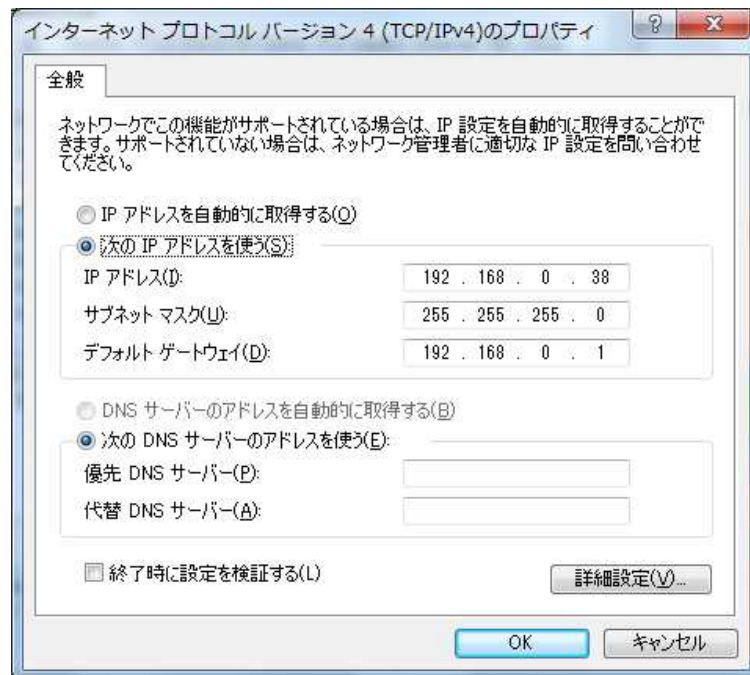 インターネット プロトコル バージョン 4 (TCP/IPv4)のプロパティ
全般
ネットワークでこの機能がサポートされている場合は、IP 設定を自動的に取得することがで
きます。サポートされていない場合は、ネットワーク管理者に適切な IP 設定を問い合わせ
てください。
IP アドレスを自動的に取得する(O)
次の IP アドレスを使う(S):
IP アドレス(I): 192 . 168 . 0 . 38
サブネット マスク(U): 255 . 255 . 255 . 0
デフォルト ゲートウェイ(D): 192 . 168 . 0 . 1
DNS サーバーのアドレスを自動的に取得する(B)
次の DNS サーバーのアドレスを使う(E):
優先 DNS サーバー(P):
代替 DNS サーバー(A):
終了時に設定を検証する(L)
詳細設定(V)...
OK キャンセル